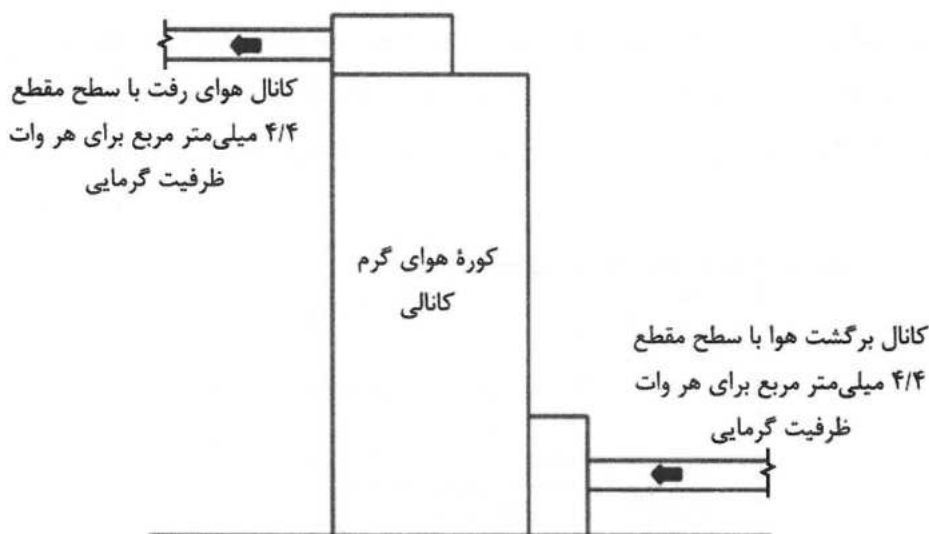 کانال هوای رفت با سطح مقطع
۴/۴ میلی‌متر مربع برای هر وات
ظرفیت گرمایی
کورهٔ هوای گرم
کانالی
کانال برگشت هوا با سطح مقطع
۴/۴ میلی‌متر مربع برای هر وات
ظرفیت گرمایی